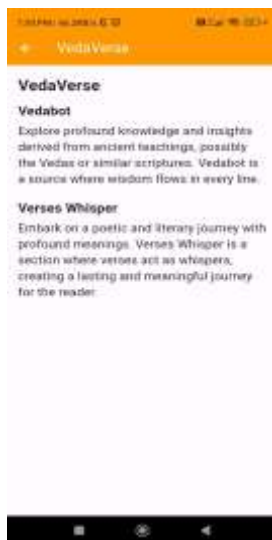 VedaVerse
VedaVerse
Vedabot
Explore profound knowledge and insights
derived from ancient teachings, possibly
the Vedas or similar scriptures. Vedabot is
a source where wisdom flows in every line.
Verses Whisper
Embark on a poetic and literary journey with
profound meanings. Verses Whisper is a
section where verses act as whispers,
creating a lasting and meaningful journey
for the reader.